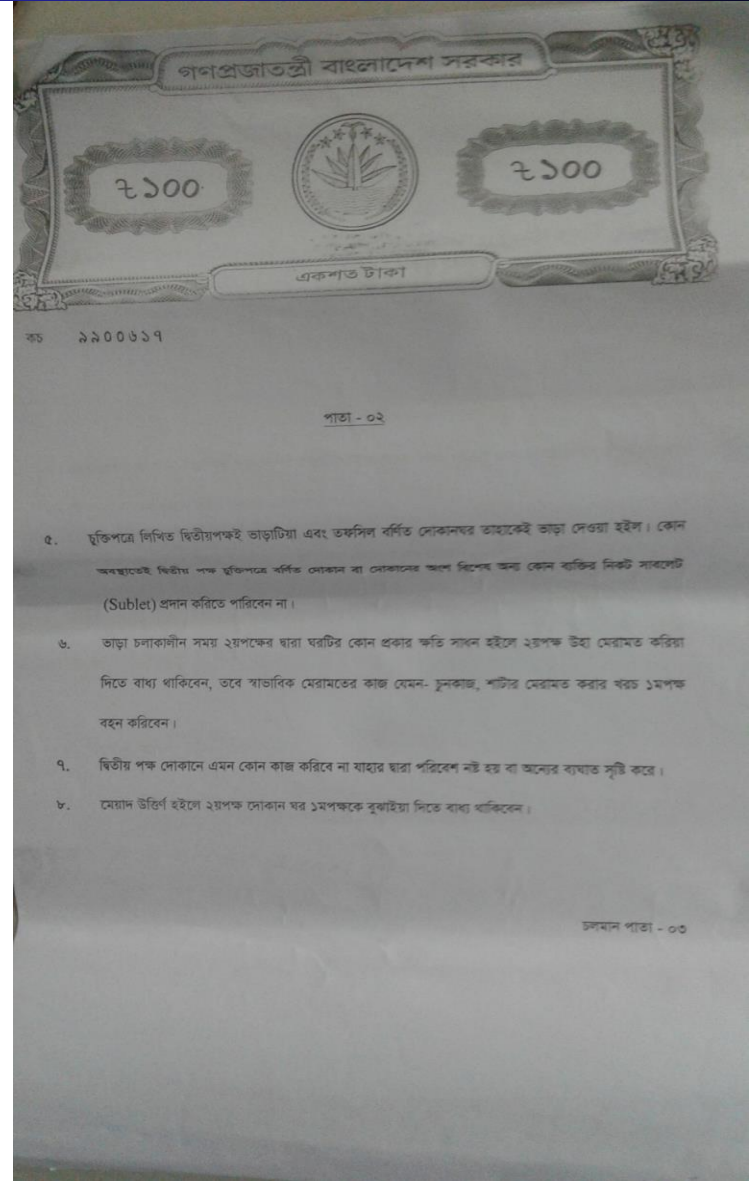 গণপ্রজাতন্ত্রী বাংলাদেশ সরকার
৳১০০
৳১০০
একশত টাকা
কচ ৯৯০০৬১৭
পাতা - ০২
৫. চুক্তিপত্রে লিখিত দ্বিতীয়পক্ষই ভাড়াটিয়া এবং তফসিল বর্ণিত দোকানঘর তাহাকেই ভাড়া দেওয়া হইল। কোন
অবস্থাতেই দ্বিতীয় পক্ষ চুক্তিপত্রে বর্ণিত দোকান বা দোকানের অংশ বিশেষ অন্য কোন ব্যক্তির নিকট সাবলেট
(Sublet) প্রদান করিতে পারিবেন না।
৬. ভাড়া চলাকালীন সময় ২য়পক্ষের দ্বারা ঘরটির কোন প্রকার ক্ষতি সাধন হইলে ২য়পক্ষ উহা মেরামত করিয়া
দিতে বাধ্য থাকিবেন, তবে স্বাভাবিক মেরামতের কাজ যেমন- চুনকাজ, শাটার মেরামত করার খরচ ১মপক্ষ
বহন করিবেন।
৭. দ্বিতীয় পক্ষ দোকানে এমন কোন কাজ করিবে না যাহার দ্বারা পরিবেশ নষ্ট হয় বা অন্যের ব্যঘাত সৃষ্টি করে।
৮. মেয়াদ উত্তির্ণ হইলে ২য়পক্ষ দোকান ঘর ১মপক্ষকে বুঝাইয়া দিতে বাধ্য থাকিবেন।
চলমান পাতা - ০৩